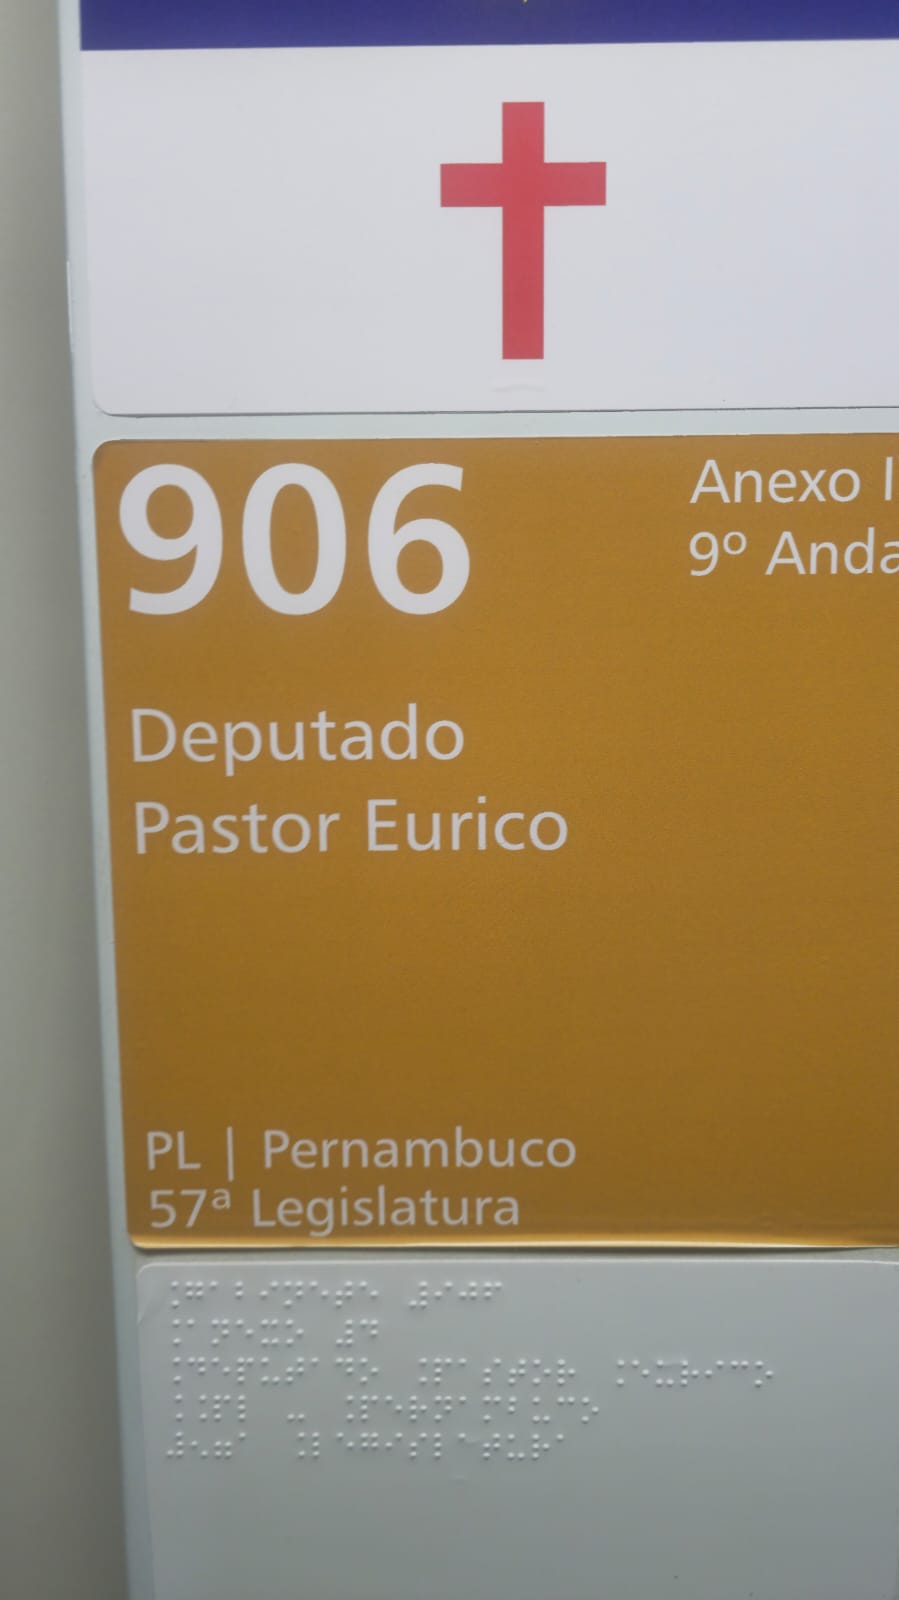 906
Anexo I
9º Anda
Deputado
Pastor Eurico
PL | Pernambuco
57ª Legislatura